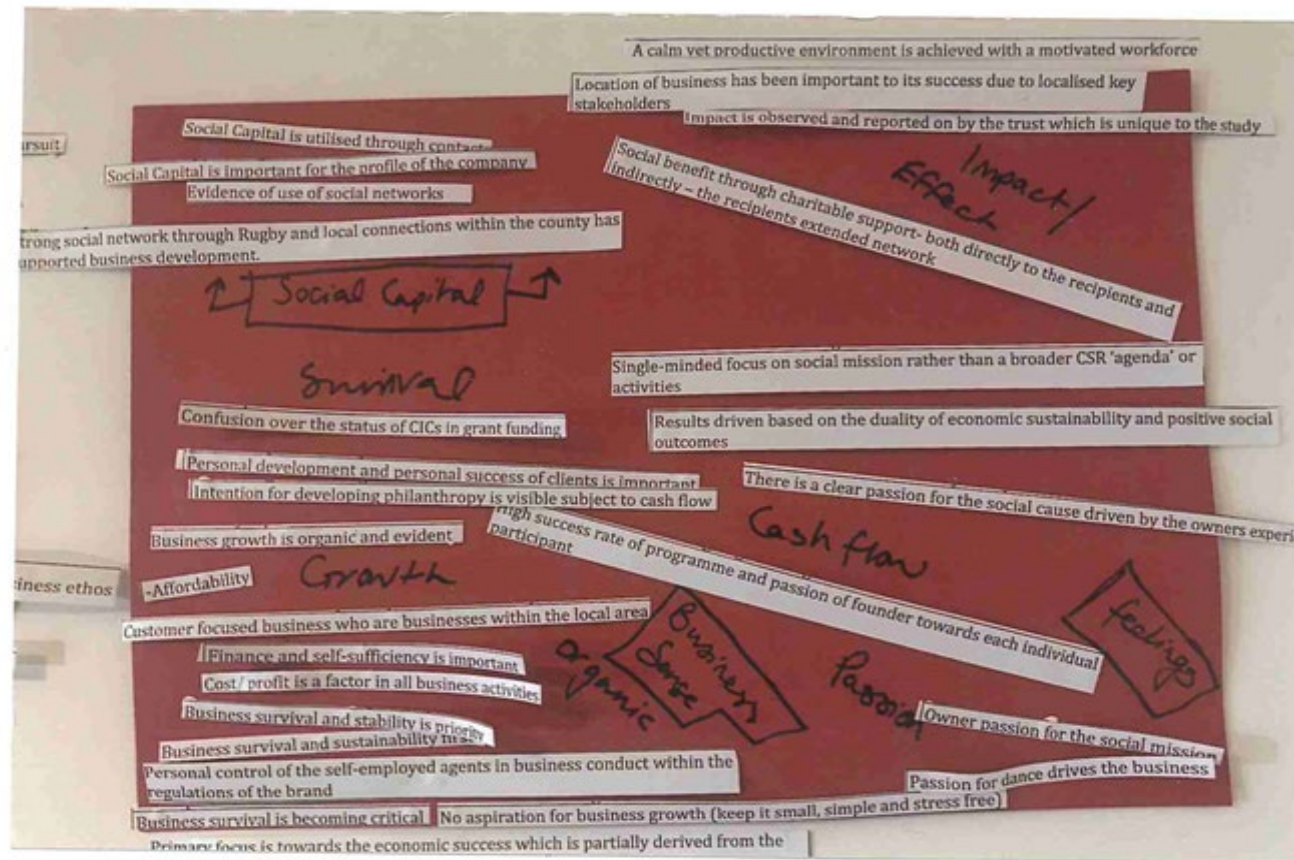 A calm yet productive environment is achieved with a motivated workforce
Location of business has been important to its success due to localised key
stakeholders
Impact is observed and reported on by the trust which is unique to the study
ursuit
Social Capital is utilised through contact
Social Capital is important for the profile of the company
Evidence of use of social networks
trong social network through Rugby and local connections within the county has
upported business development.
Social Capital
Impact/
Effect
Social benefit through charitable support- both directly to the recipients and
indirectly – the recipients extended network
Survival
Single-minded focus on social mission rather than a broader CSR 'agenda' or
activities
Confusion over the status of CICs in grant funding
Results driven based on the duality of economic sustainability and positive social
outcomes
Personal development and personal success of clients is important
Intention for developing philanthropy is visible subject to cash flow
There is a clear passion for the social cause driven by the owners experi
Cash flow
High success rate of programme and passion of founder towards each individual
participant
Business growth is organic and evident
iness ethos
-Affordability
Growth
Customer focused business who are businesses within the local area
Business
Sense
organic
Passion
feelings
Finance and self-sufficiency is important
Cost/ profit is a factor in all business activities
Business survival and stability is priority
Business survival and sustainability
Owner passion for the social mission
Personal control of the self-employed agents in business conduct within the
regulations of the brand
Passion for dance drives the business
Business survival is becoming critical
No aspiration for business growth (keep it small, simple and stress free)
Primary focus is towards the economic success which is partially derived from the